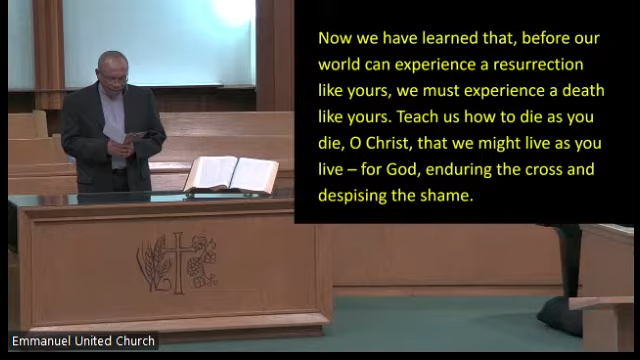 Now we have learned that, before our
world can experience a resurrection
like yours, we must experience a death
like yours. Teach us how to die as you
die, O Christ, that we might live as you
live – for God, enduring the cross and
despising the shame.
Emmanuel United Church